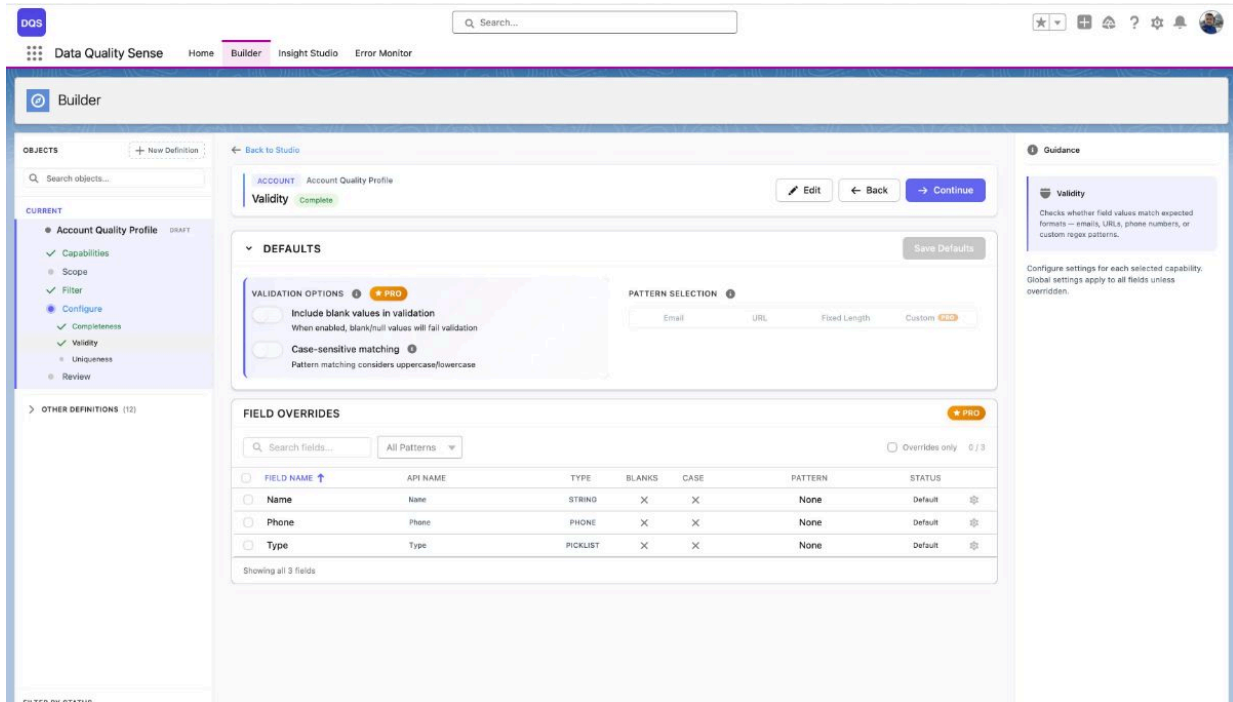 DQS
Search...
?
Data Quality Sense
Home
Builder
Insight Studio
Error Monitor
Builder
OBJECTS
+ New Definition
Search objects...
CURRENT
Account Quality Profile DRAFT
Capabilities
Scope
Filter
Configure
Completeness
Validity
Uniqueness
Review
OTHER DEFINITIONS (12)
FILTER BY STATUS
← Back to Studio
ACCOUNT Account Quality Profile
Validity Complete
Edit
← Back
→ Continue
DEFAULTS
Save Defaults
VALIDATION OPTIONS PRO
Include blank values in validation
When enabled, blank/null values will fail validation
Case-sensitive matching
Pattern matching considers uppercase/lowercase
PATTERN SELECTION
Email URL Fixed Length Custom PRO
FIELD OVERRIDES
PRO
Search fields...
All Patterns
Overrides only 0 / 3
FIELD NAME ↑ API NAME TYPE BLANKS CASE PATTERN STATUS
Name Name STRING None Default
Phone Phone PHONE None Default
Type Type PICKLIST None Default
Showing all 3 fields
Guidance
Validity
Checks whether field values match expected
formats — emails, URLs, phone numbers, or
custom regex patterns.
Configure settings for each selected capability.
Global settings apply to all fields unless
overridden.